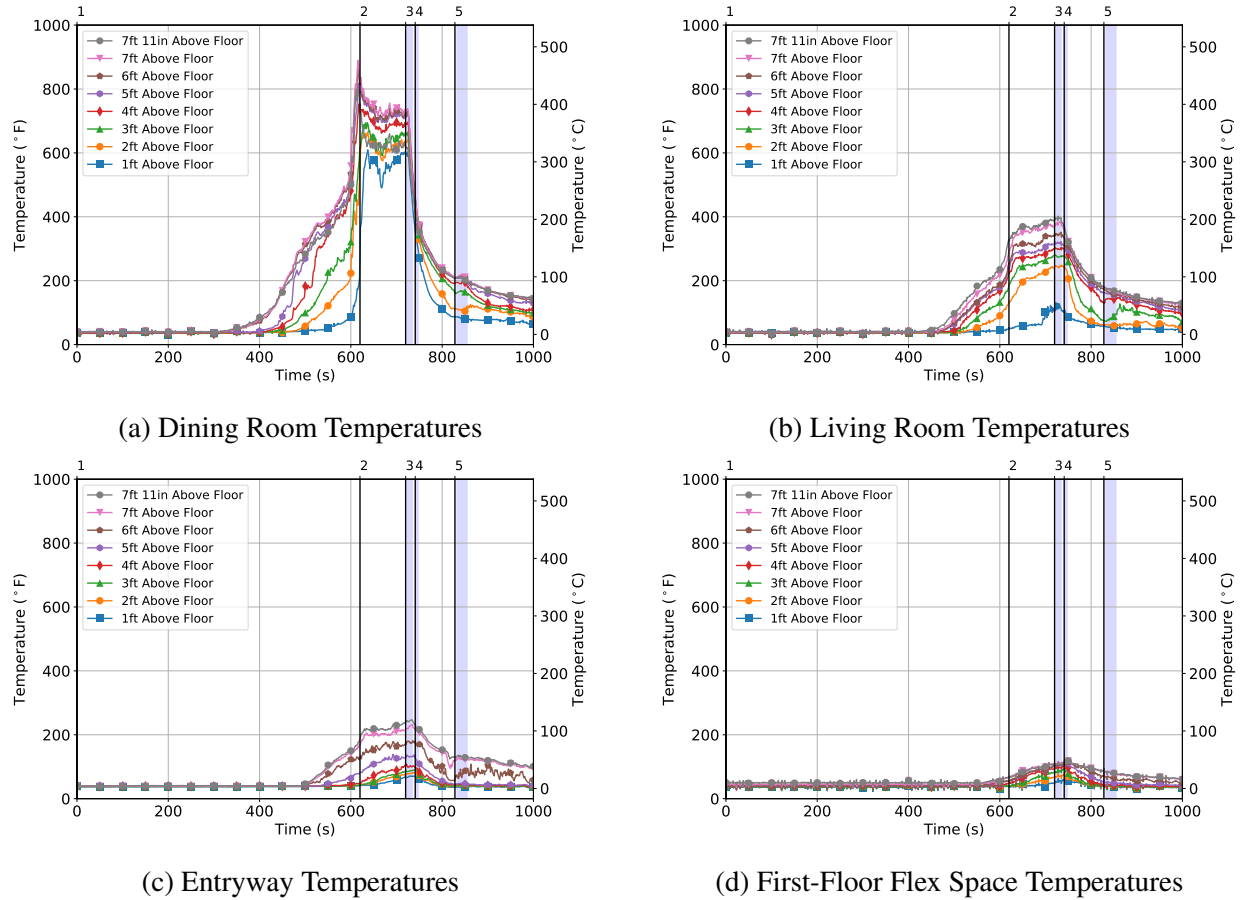 1 2 3 4 5
1000
800
600
400
200
0
Temperature (°F)
7ft 11in Above Floor
7ft Above Floor
6ft Above Floor
5ft Above Floor
4ft Above Floor
3ft Above Floor
2ft Above Floor
1ft Above Floor
500
400
300
200
100
0
Temperature (°C)
0 200 400 600 800 1000
Time (s)
(a) Dining Room Temperatures
1 2 3 4 5
1000
800
600
400
200
0
Temperature (°F)
7ft 11in Above Floor
7ft Above Floor
6ft Above Floor
5ft Above Floor
4ft Above Floor
3ft Above Floor
2ft Above Floor
1ft Above Floor
500
400
300
200
100
0
Temperature (°C)
0 200 400 600 800 1000
Time (s)
(b) Living Room Temperatures
1 2 3 4 5
1000
800
600
400
200
0
Temperature (°F)
7ft 11in Above Floor
7ft Above Floor
6ft Above Floor
5ft Above Floor
4ft Above Floor
3ft Above Floor
2ft Above Floor
1ft Above Floor
500
400
300
200
100
0
Temperature (°C)
0 200 400 600 800 1000
Time (s)
(c) Entryway Temperatures
1 2 3 4 5
1000
800
600
400
200
0
Temperature (°F)
7ft 11in Above Floor
7ft Above Floor
6ft Above Floor
5ft Above Floor
4ft Above Floor
3ft Above Floor
2ft Above Floor
1ft Above Floor
500
400
300
200
100
0
Temperature (°C)
0 200 400 600 800 1000
Time (s)
(d) First-Floor Flex Space Temperatures